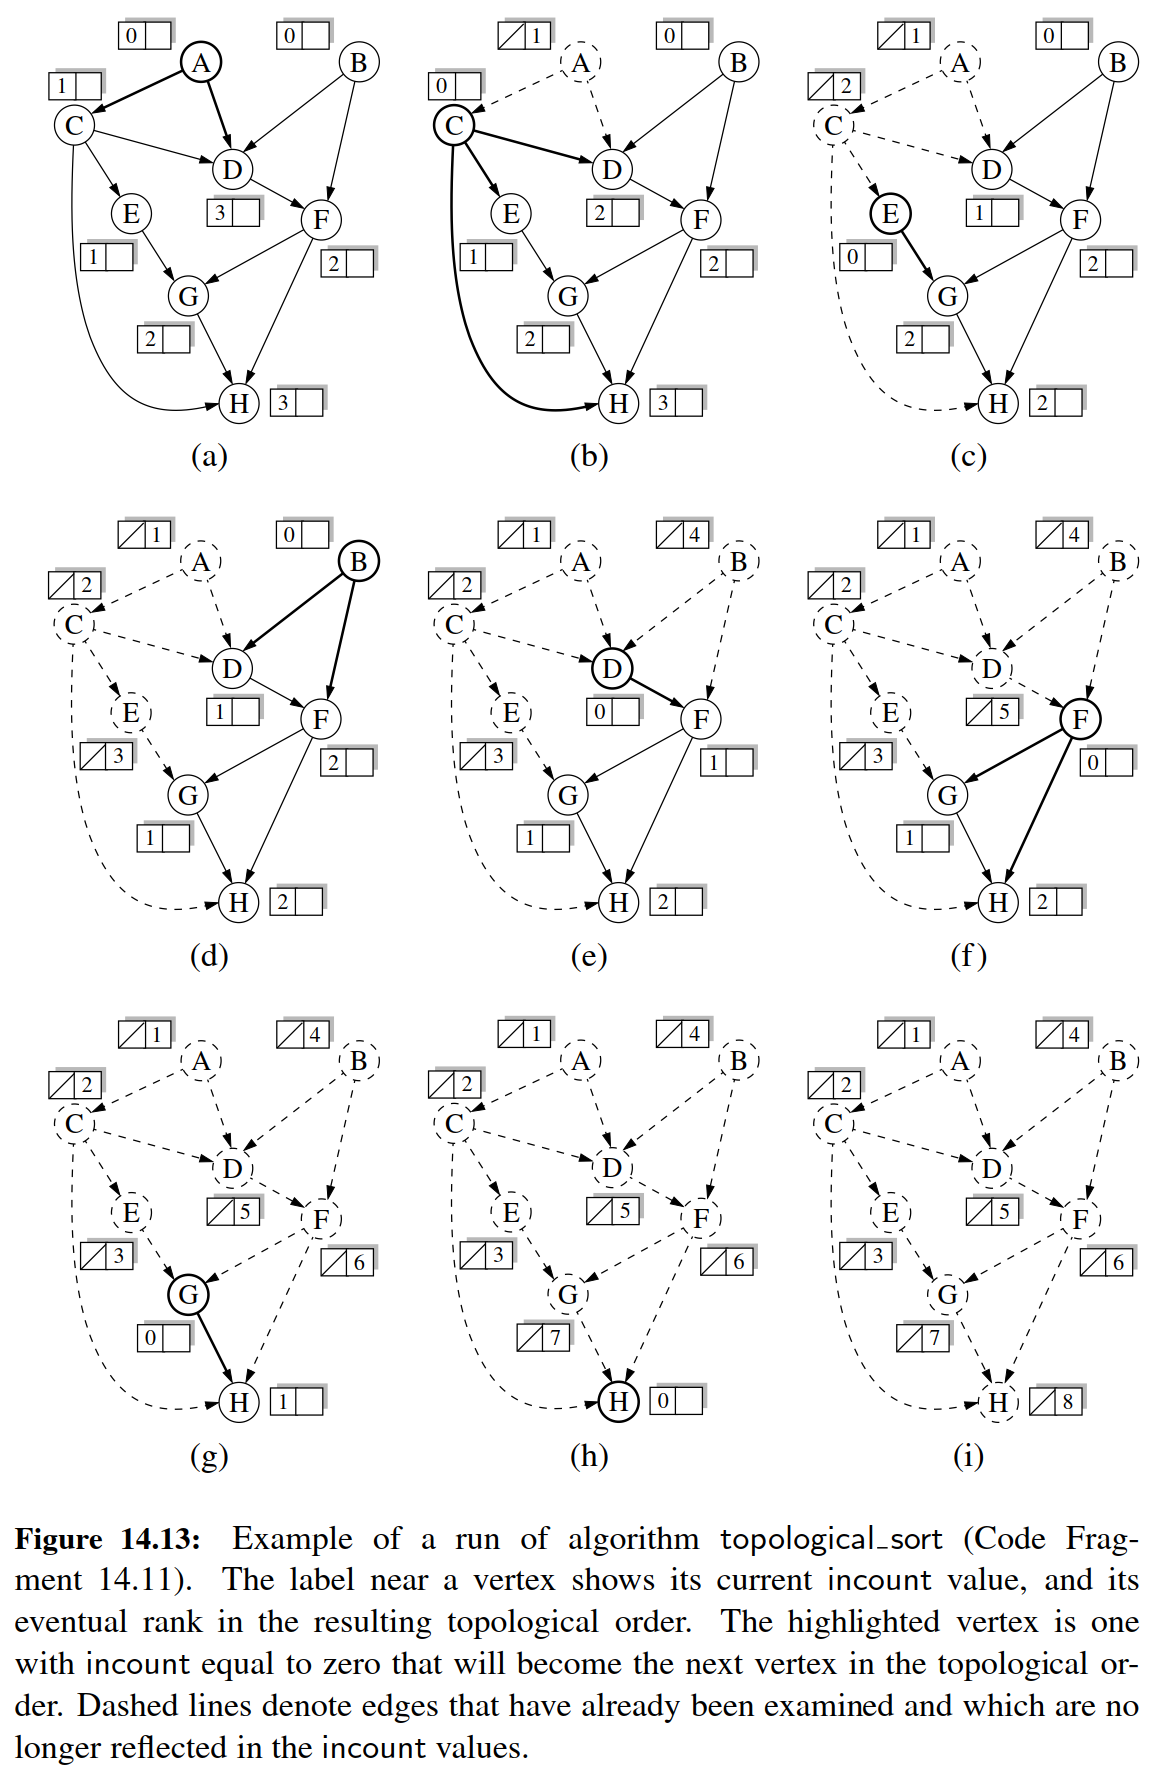 0 0 1 0
A B A B
1 0
C C
D D
3 2
E E
F F
1 1
2 2
G G
2 2
H 3 H 3
(a) (b)
1 0
A B
2
C
D
1
E
F
0
2
G
2
H 2
(c)
1 0 1 4 1 4
A B A B A B
2 2 2
C C C
D D D
1 0 5
E E E
F F F
3 3 3
2 1 0
G G G
1 1 1
H 2 H 2 H 2
(d) (e) (f)
1 4 1 4 1 4
A B A B A B
2 2 2
C C C
D D D
5 5 5
E E E
F F F
3 3 3
6 6 6
G G G
0 7 7
H 1 H 0 H 8
(g) (h) (i)
Figure 14.13: Example of a run of algorithm topological_sort (Code Frag-
ment 14.11). The label near a vertex shows its current incount value, and its
eventual rank in the resulting topological order. The highlighted vertex is one
with incount equal to zero that will become the next vertex in the topological or-
der. Dashed lines denote edges that have already been examined and which are no
longer reflected in the incount values.